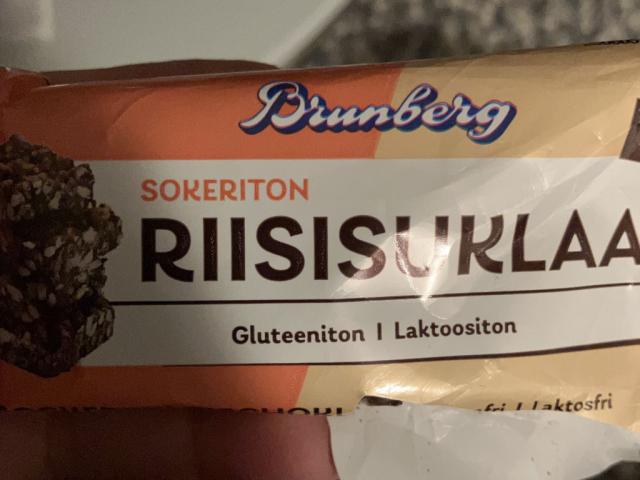 Brunberg
SOKERITON
RIISISUKLAA
Gluteeniton | Laktoositon
Laktosfri